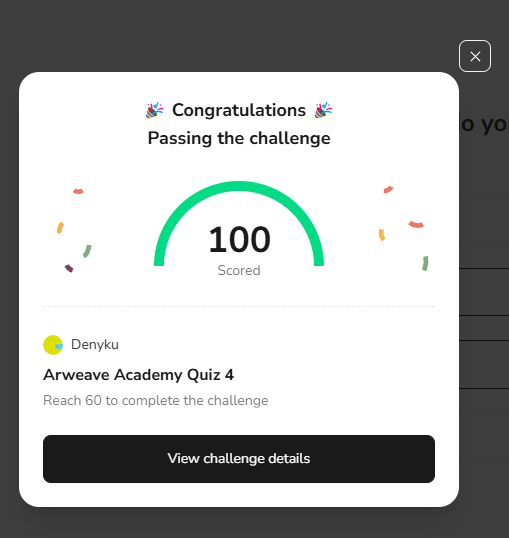 🎉 Congratulations 🎉
Passing the challenge
o yo
100
Scored
Denyku
Arweave Academy Quiz 4
Reach 60 to complete the challenge
View challenge details